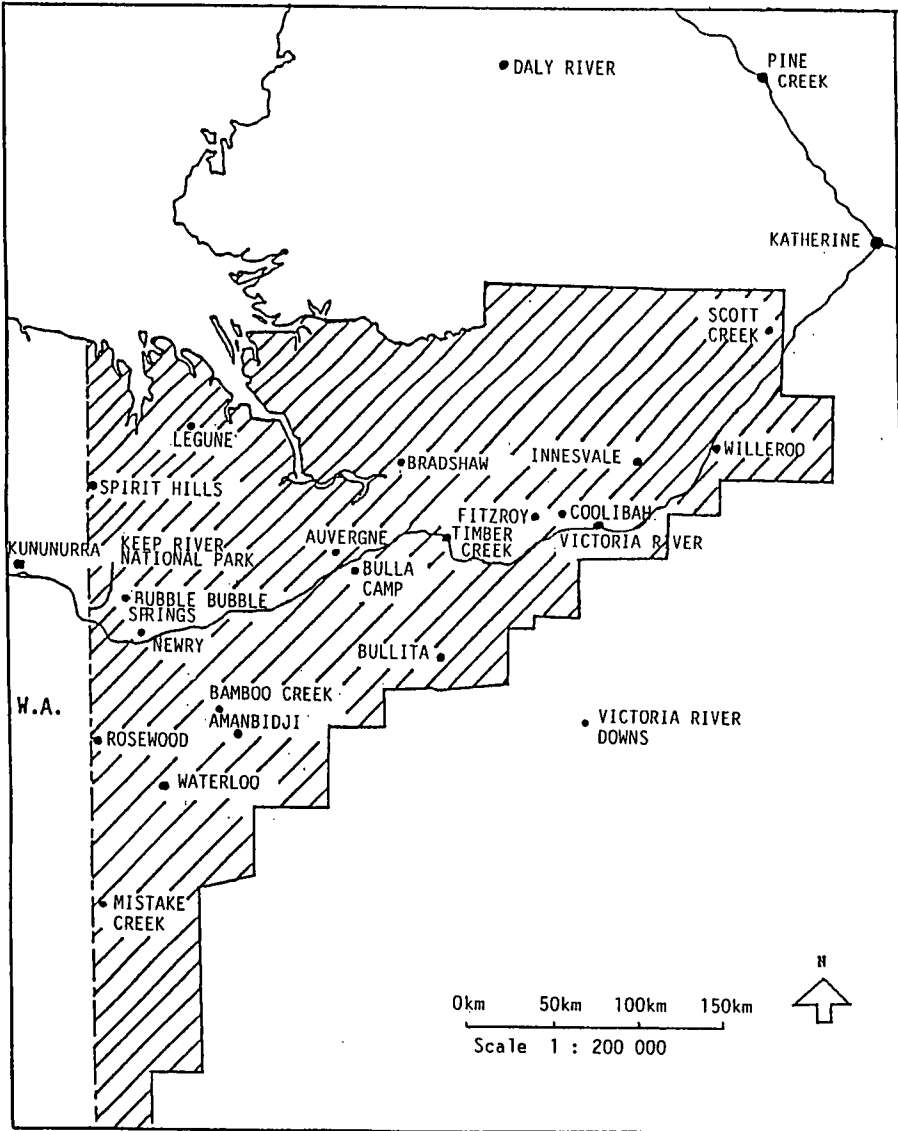 DALY RIVER
PINE
CREEK
KATHERINE
SCOTT
CREEK
LEGUNE
BRADSHAW
INNESVALE
WILLEROO
SPIRIT HILLS
FITZROY
COOLIBAH
TIMBER
CREEK
VICTORIA RIVER
KUNUNURRA
KEEP RIVER
NATIONAL PARK
AUVERGNE
BULLA
CAMP
BUBBLE BUBBLE
SPRINGS
NEWRY
BULLITA
W.A.
BAMBOO CREEK
AMANBIDJI
ROSEWOOD
VICTORIA RIVER
DOWNS
WATERLOO
MISTAKE
CREEK
N
0km 50km 100km 150km
Scale 1 : 200 000